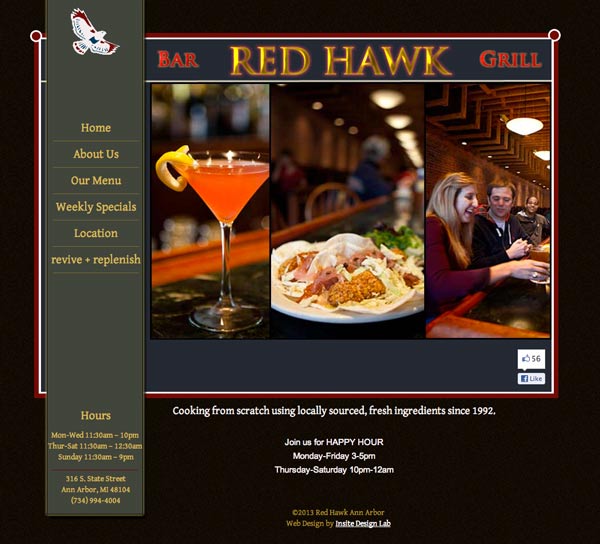 BAR
RED HAWK
GRILL
Home
About Us
Our Menu
Weekly Specials
Location
revive + replenish
56
Like
Hours
Mon-Wed 11:30am – 10pm
Thur-Sat 11:30am – 12:30am
Sunday 11:30am – 9pm
316 S. State Street
Ann Arbor, MI 48104
(734) 994-4004
Cooking from scratch using locally sourced, fresh ingredients since 1992.
Join us for HAPPY HOUR
Monday-Friday 3-5pm
Thursday-Saturday 10pm-12am
©2013 Red Hawk Ann Arbor
Web Design by Insite Design Lab